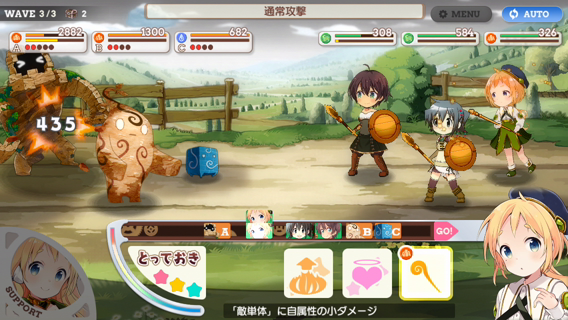 WAVE 3/3 2
通常攻撃
MENU
AUTO
2882
A
1300
B
682
C
308
584
326
435
A
B
C
GO!
とっておき
SUPPORT
「敵単体」に自属性の小ダメージ